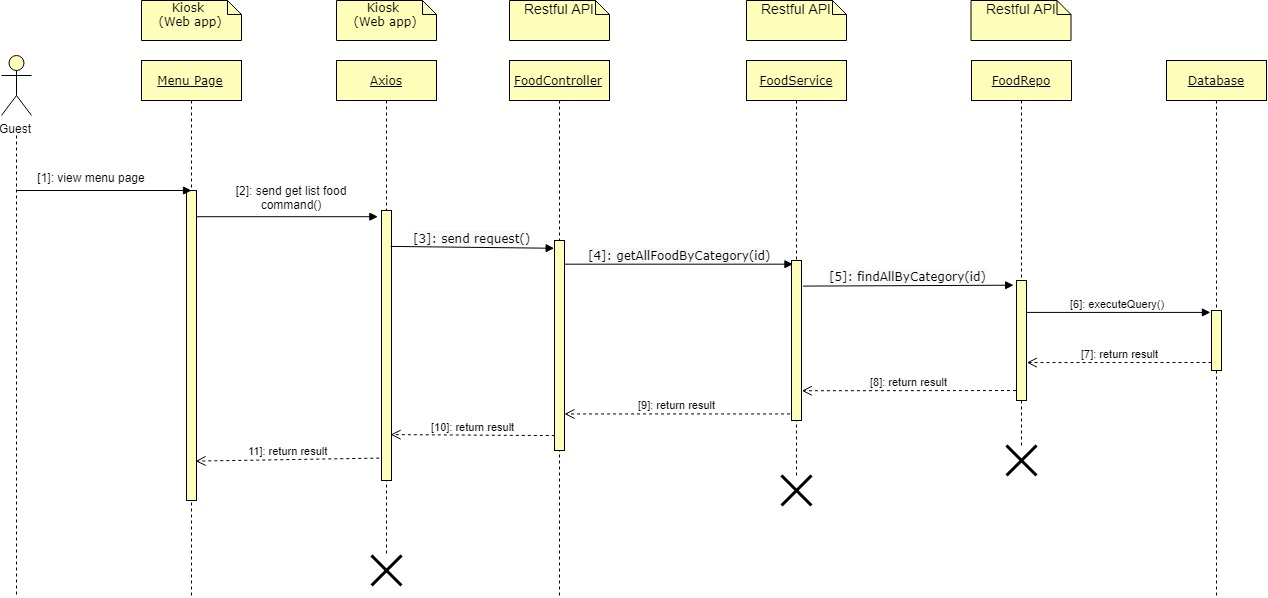 Kiosk
(Web app)
Kiosk
(Web app)
Restful API
Restful API
Restful API
Menu Page
Axios
FoodController
FoodService
FoodRepo
Database
Guest
[1]: view menu page
[2]: send get list food
command()
[3]: send request()
[4]: getAllFoodByCategory(id)
[5]: findAllByCategory(id)
[6]: executeQuery()
[7]: return result
[8]: return result
[9]: return result
[10]: return result
11]: return result